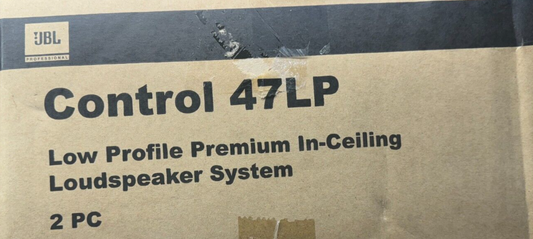 JBL
PROFESSIONAL
Control 47LP
Low Profile Premium In-Ceiling
Loudspeaker System
2 PC